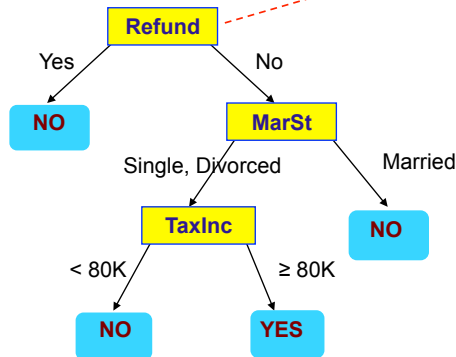 Refund
Yes
No
NO
MarSt
Single, Divorced
Married
TaxInc
NO
< 80K
≥ 80K
NO
YES